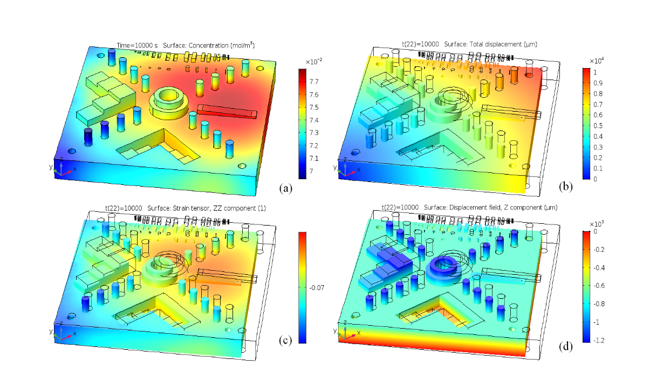 Time=10000 s Surface: Concentration (mol/m³)
×10⁻²
7.7
7.6
7.5
7.4
7.3
7.2
7.1
7
y z x
(a)
t(22)=10000 Surface: Total displacement (μm)
×10⁴
1
0.9
0.8
0.7
0.6
0.5
0.4
0.3
0.2
0.1
0
y z x
(b)
t(22)=10000 Surface: Strain tensor, ZZ component (1)
-0.07
y z x
(c)
t(22)=10000 Surface: Displacement field, Z component (μm)
0
-0.2
-0.4
-0.6
-0.8
-1
-1.2
y z x
(d)